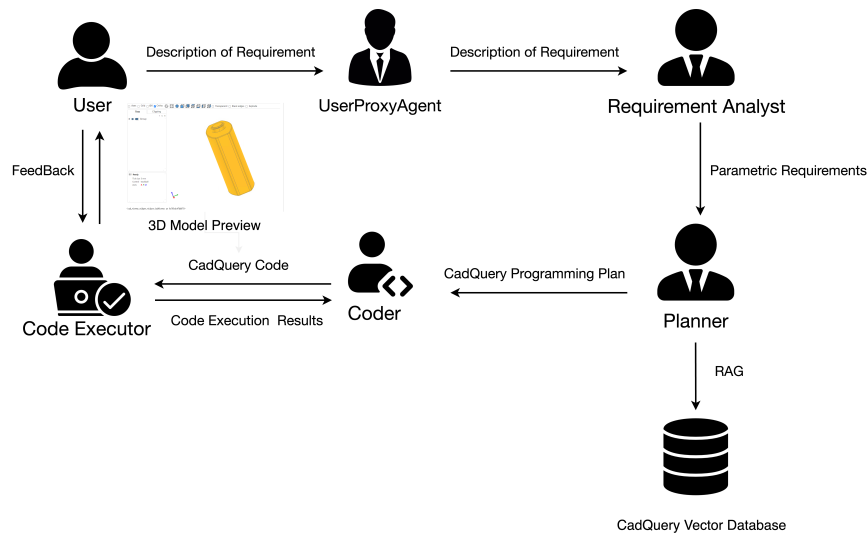 Description of Requirement
Description of Requirement
User
UserProxyAgent
Requirement Analyst
FeedBack
Parametric Requirements
3D Model Preview
CadQuery Code
CadQuery Programming Plan
Code Execution Results
Code Executor
Coder
Planner
RAG
CadQuery Vector Database